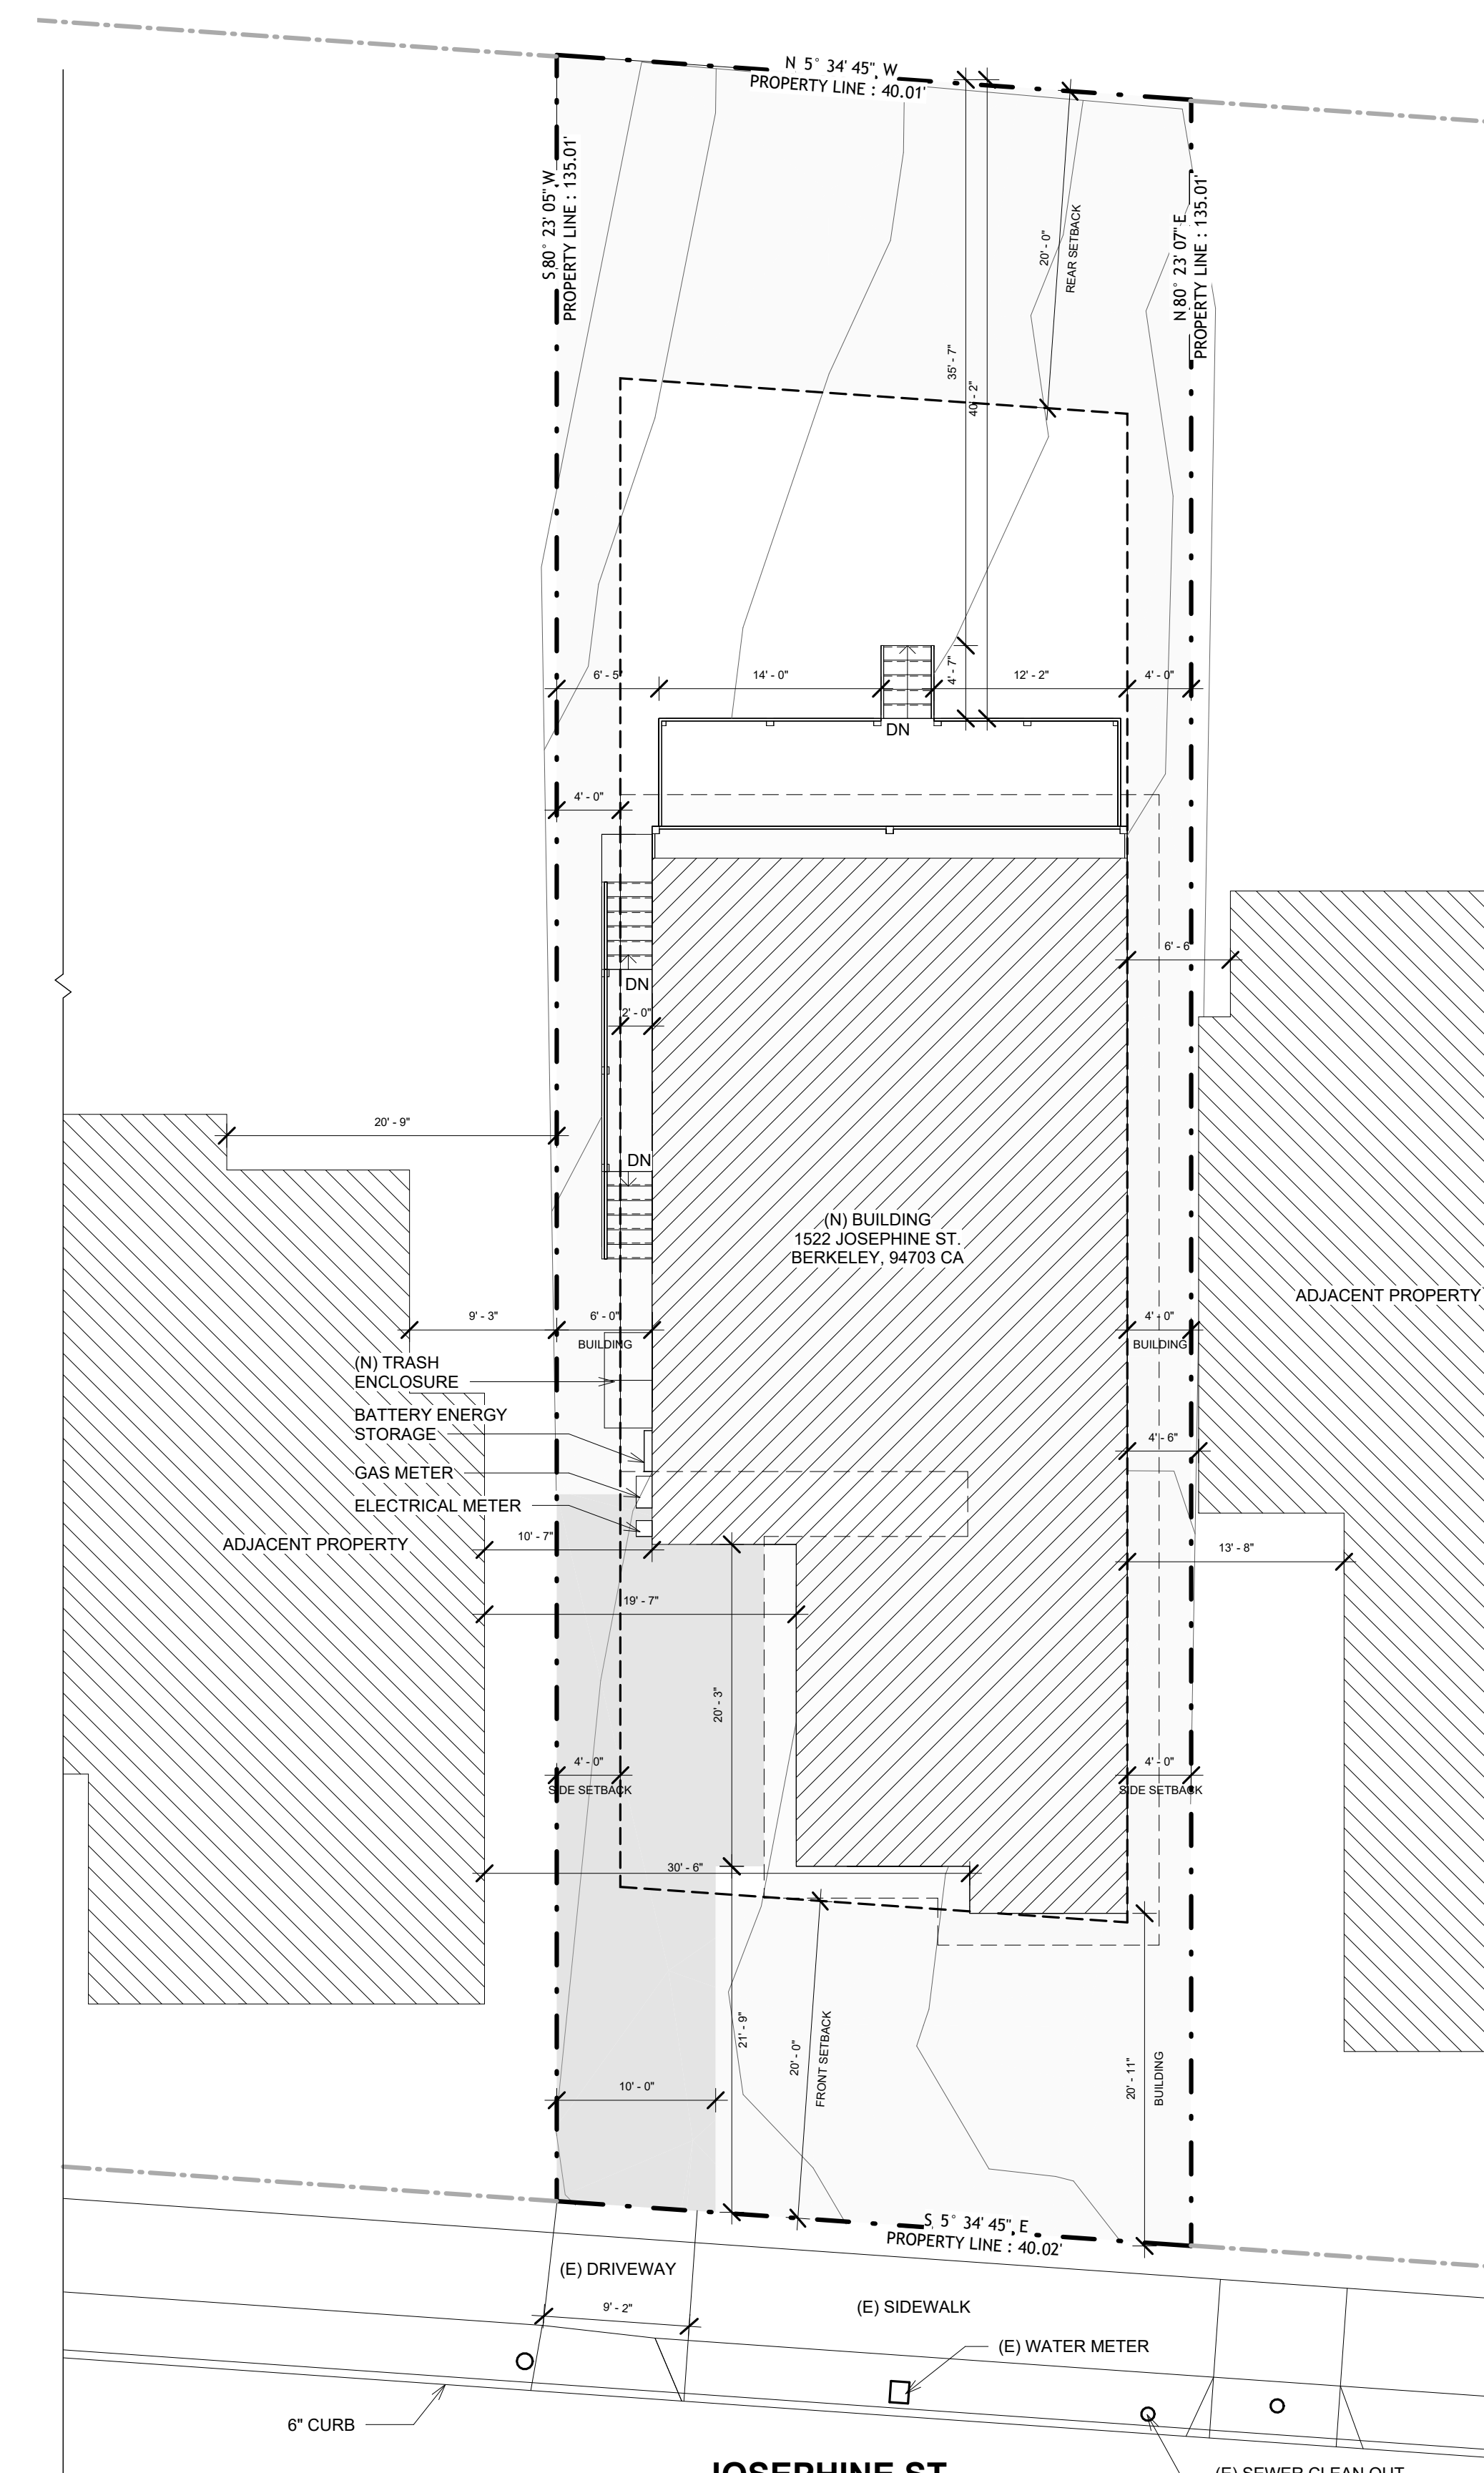 N 5° 34' 45" W
PROPERTY LINE : 40.01'
S 80° 23' 05" W
PROPERTY LINE : 135.01'
N 80° 23' 07" E
PROPERTY LINE : 135.01'
20' - 0"
REAR SETBACK
35' - 7"
40' - 2"
4' - 7"
6' - 5"
14' - 0"
12' - 2"
4' - 0"
DN
4' - 0"
6' - 6"
DN
2' - 0"
20' - 9"
DN
(N) BUILDING
1522 JOSEPHINE ST.
BERKELEY, 94703 CA
ADJACENT PROPERTY
9' - 3"
6' - 0"
BUILDING
4' - 0"
BUILDING
(N) TRASH
ENCLOSURE
BATTERY ENERGY
STORAGE
GAS METER
ELECTRICAL METER
4' - 6"
ADJACENT PROPERTY
10' - 7"
13' - 8"
19' - 7"
20' - 3"
4' - 0"
SIDE SETBACK
4' - 0"
SIDE SETBACK
30' - 6"
21' - 9"
20' - 0"
FRONT SETBACK
20' - 11"
BUILDING
10' - 0"
S 5° 34' 45" E
PROPERTY LINE : 40.02'
(E) DRIVEWAY
9' - 2"
(E) SIDEWALK
(E) WATER METER
6" CURB
JOSEPHINE ST
(E) SEWER CLEAN OUT